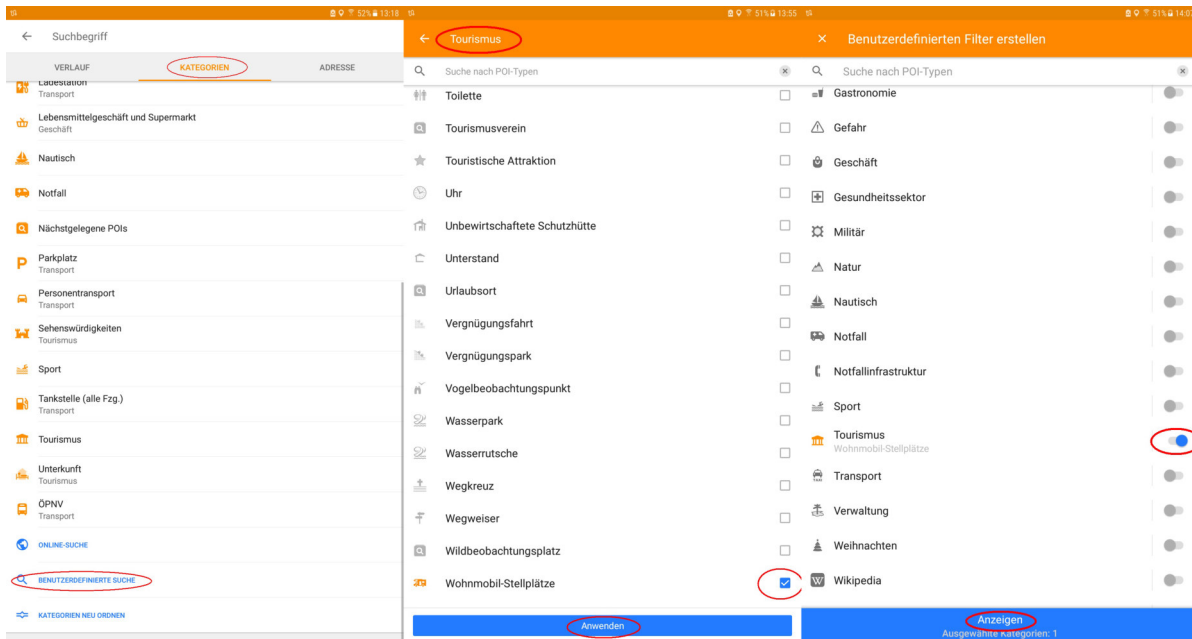 52% 13:18
Suchbegriff
VERLAUF
KATEGORIEN
ADRESSE
Ladestation
Transport
Lebensmittelgeschäft und Supermarkt
Geschäft
Nautisch
Notfall
Nächstgelegene POIs
P
Parkplatz
Transport
Personentransport
Transport
Sehenswürdigkeiten
Tourismus
Sport
Tankstelle (alle Fzg.)
Transport
Tourismus
Unterkunft
Tourismus
ÖPNV
Transport
ONLINE-SUCHE
BENUTZERDEFINIERTE SUCHE
KATEGORIEN NEU ORDNEN
51% 13:55
Tourismus
Suche nach POI-Typen
Toilette
Tourismusverein
Touristische Attraktion
Uhr
Unbewirtschaftete Schutzhütte
Unterstand
Urlaubsort
Vergnügungsfahrt
Vergnügungspark
Vogelbeobachtungspunkt
Wasserpark
Wasserrutsche
Wegkreuz
Wegweiser
Wildbeobachtungsplatz
Wohnmobil-Stellplätze
Anwenden
51% 14:07
Benutzerdefinierten Filter erstellen
Suche nach POI-Typen
Gastronomie
Gefahr
Geschäft
Gesundheitssektor
Militär
Natur
Nautisch
Notfall
Notfallinfrastruktur
Sport
Tourismus
Wohnmobil-Stellplätze
TAXI
Transport
Verwaltung
Weihnachten
W
Wikipedia
Anzeigen
Ausgewählte Kategorien: 1